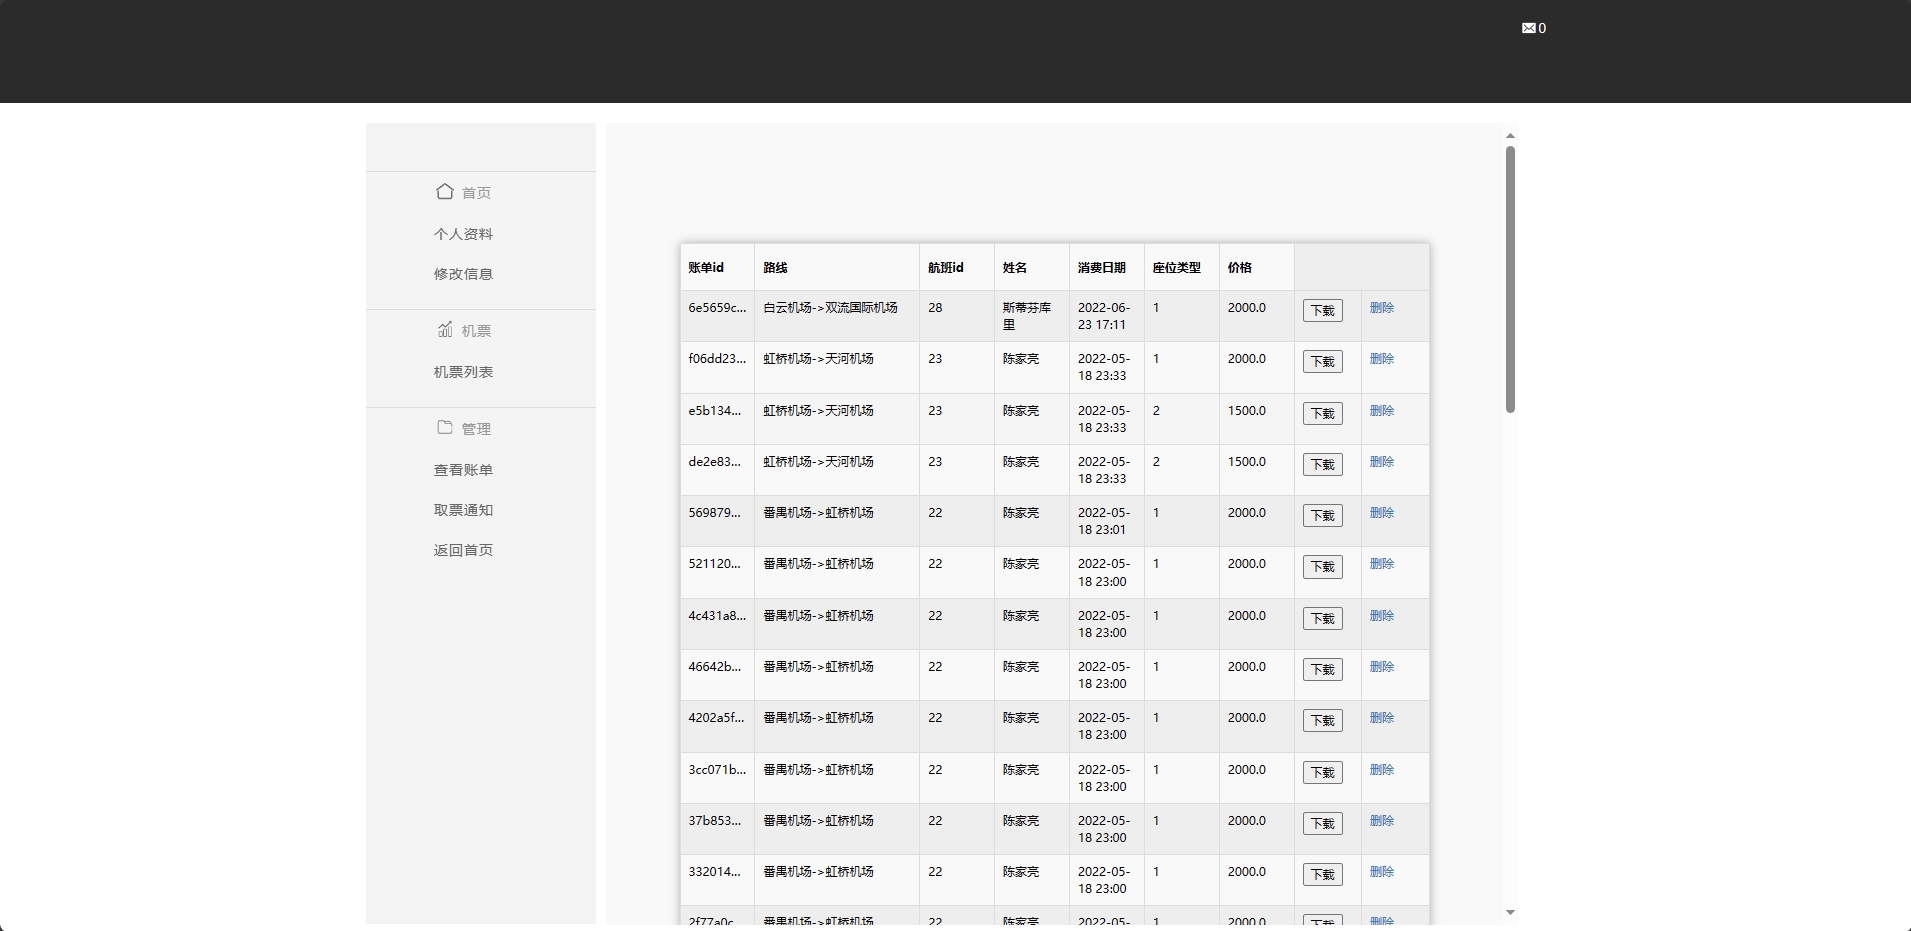 0
首页
个人资料
修改信息
机票
机票列表
管理
查看账单
取票通知
返回首页
账单id 路线 航班id 姓名 消费日期 座位类型 价格
6e5659c... 白云机场->双流国际机场 28 斯蒂芬库 2022-06- 1 2000.0 下载 删除
里 23 17:11
f06dd23... 虹桥机场->天河机场 23 陈家亮 2022-05- 1 2000.0 下载 删除
18 23:33
e5b134... 虹桥机场->天河机场 23 陈家亮 2022-05- 2 1500.0 下载 删除
18 23:33
de2e83... 虹桥机场->天河机场 23 陈家亮 2022-05- 2 1500.0 下载 删除
18 23:33
569879... 番禺机场->虹桥机场 22 陈家亮 2022-05- 1 2000.0 下载 删除
18 23:01
521120... 番禺机场->虹桥机场 22 陈家亮 2022-05- 1 2000.0 下载 删除
18 23:00
4c431a8... 番禺机场->虹桥机场 22 陈家亮 2022-05- 1 2000.0 下载 删除
18 23:00
46642b... 番禺机场->虹桥机场 22 陈家亮 2022-05- 1 2000.0 下载 删除
18 23:00
4202a5f... 番禺机场->虹桥机场 22 陈家亮 2022-05- 1 2000.0 下载 删除
18 23:00
3cc071b... 番禺机场->虹桥机场 22 陈家亮 2022-05- 1 2000.0 下载 删除
18 23:00
37b853... 番禺机场->虹桥机场 22 陈家亮 2022-05- 1 2000.0 下载 删除
18 23:00
332014... 番禺机场->虹桥机场 22 陈家亮 2022-05- 1 2000.0 下载 删除
18 23:00
2f77a0c... 番禺机场->虹桥机场 22 陈家亮 2022-05- 1 2000.0 下载 删除